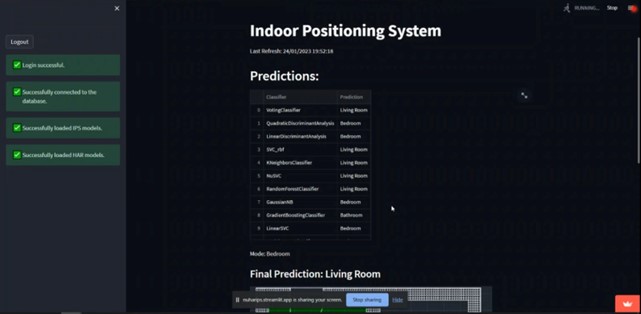 RUNNING... Stop
Logout
Login successful.
Successfully connected to the
database.
Successfully loaded IPS models.
Successfully loaded HAR models.
Indoor Positioning System
Last Refresh: 24/01/2023 19:52:18
Predictions:
Classifier Prediction
0 VotingClassifier Living Room
1 QuadraticDiscriminantAnalysis Bedroom
2 LinearDiscriminantAnalysis Bedroom
3 SVC_rbf Living Room
4 KNeighborsClassifier Living Room
5 NuSVC Living Room
6 RandomForestClassifier Living Room
7 GaussianNB Bedroom
8 GradientBoostingClassifier Bathroom
9 LinearSVC Bedroom
Mode: Bedroom
Final Prediction: Living Room
nuhanips.streamlit.app is sharing your screen. Stop sharing Hide